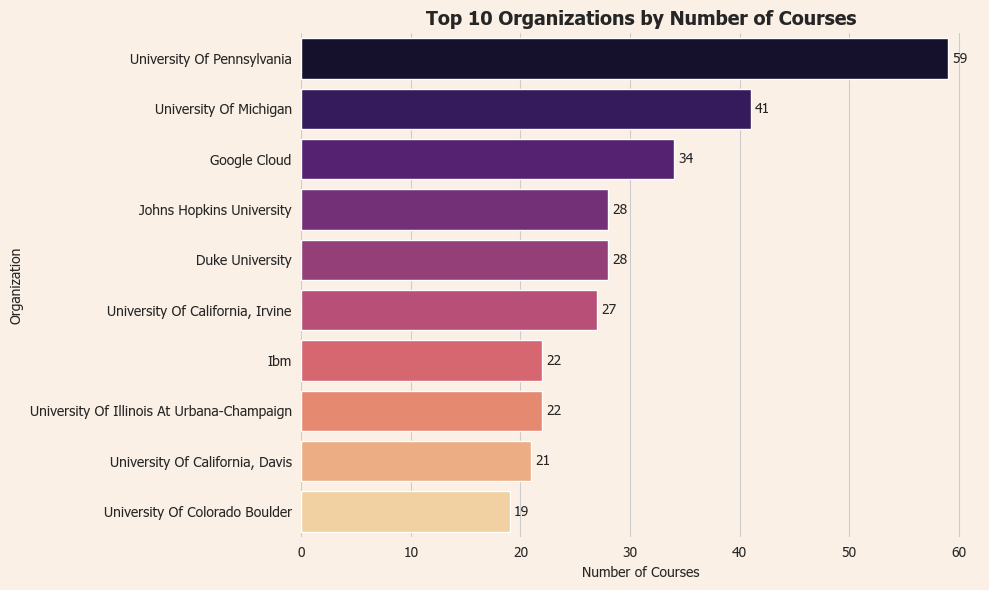 Top 10 Organizations by Number of Courses
University Of Pennsylvania 59
University Of Michigan 41
Google Cloud 34
Johns Hopkins University 28
Duke University 28
University Of California, Irvine 27
Ibm 22
University Of Illinois At Urbana-Champaign 22
University Of California, Davis 21
University Of Colorado Boulder 19
Organization
0 10 20 30 40 50 60
Number of Courses